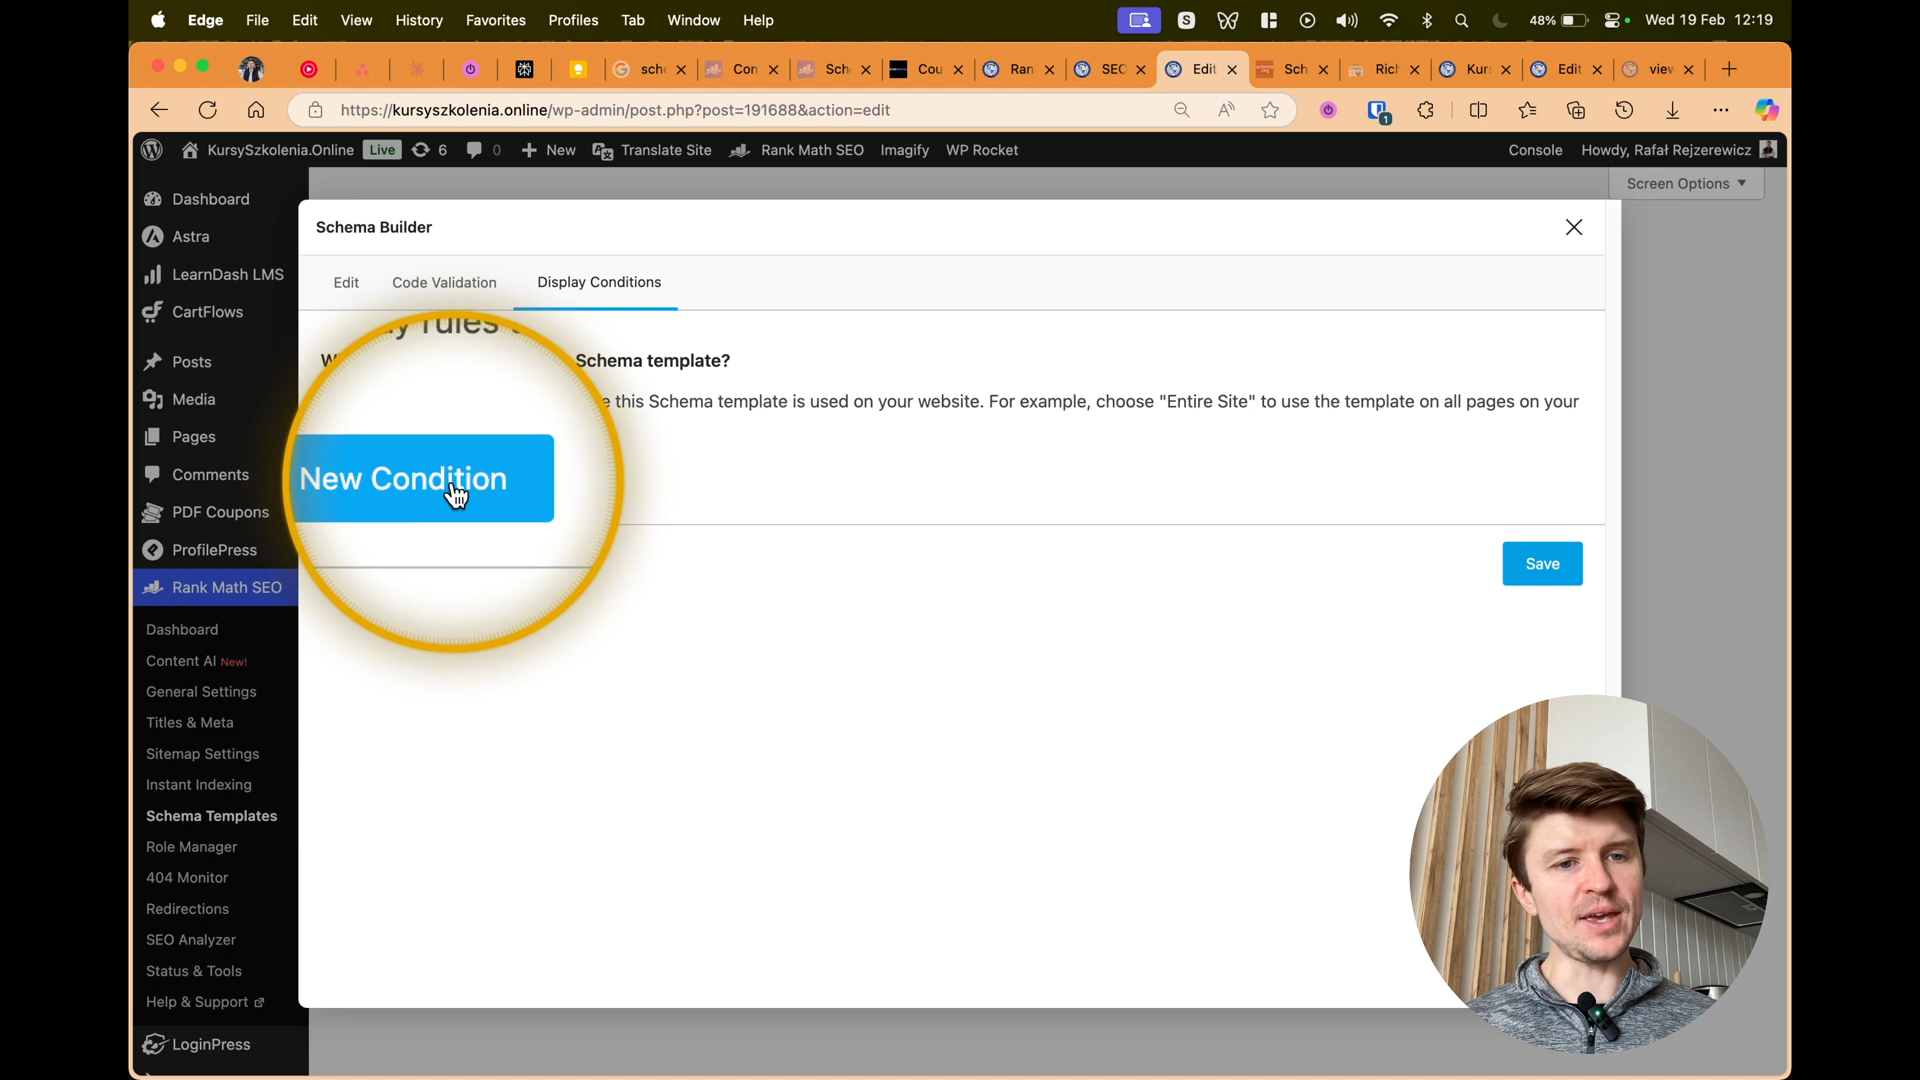 Edge File Edit View History Favorites Profiles Tab Window Help 48% Wed 19 Feb 12:19
sch Con Sch Cou Ran SEC Edit Sch Rich Kur Edit view
https://kursyszkolenia.online/wp-admin/post.php?post=191688&action=edit 1
KursySzkolenia.Online Live 6 0 New Translate Site Rank Math SEO Imagify WP Rocket Console Howdy, Rafał Rejzerewicz
Screen Options
Dashboard
Astra
LearnDash LMS
CartFlows
Posts
Media
Pages
Comments
PDF Coupons
ProfilePress
Rank Math SEO
Dashboard
Content AI New!
General Settings
Titles & Meta
Sitemap Settings
Instant Indexing
Schema Templates
Role Manager
404 Monitor
Redirections
SEO Analyzer
Status & Tools
Help & Support
LoginPress
Schema Builder
Edit Code Validation Display Conditions
rules
Schema template?
this Schema template is used on your website. For example, choose "Entire Site" to use the template on all pages on your
New Condition
Save